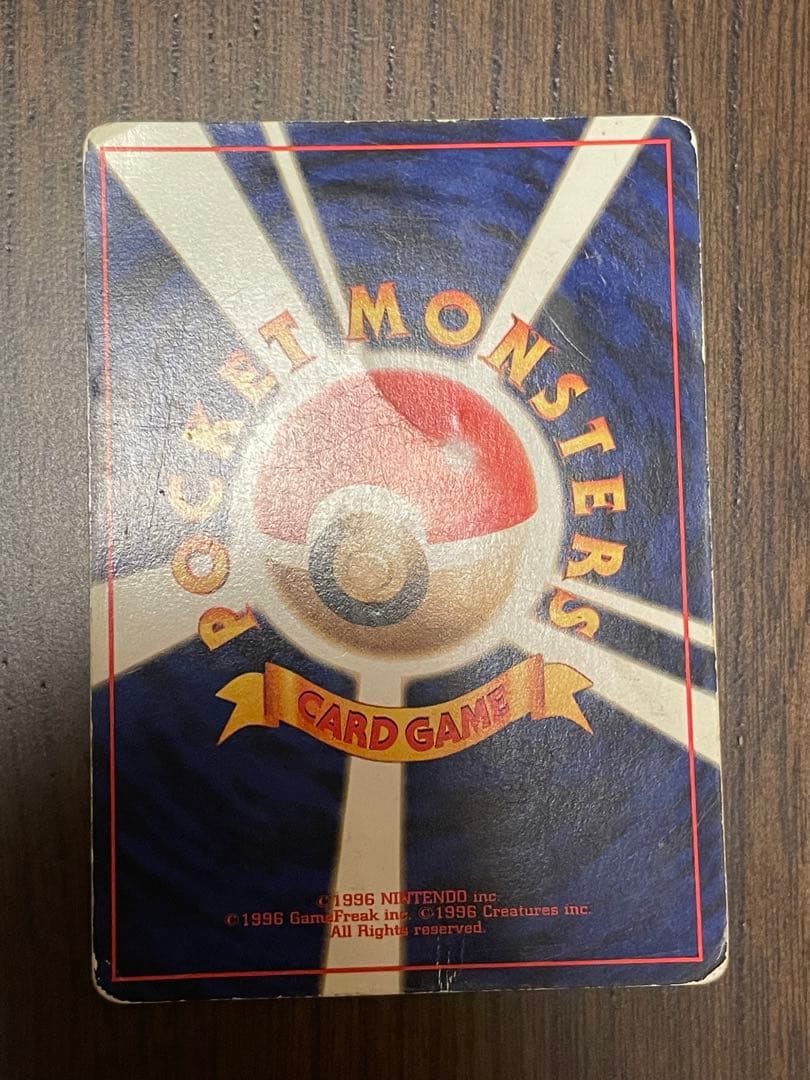 POCKET MONSTERS
CARD GAME
©1996 NINTENDO inc.
©1996 GameFreak inc. ©1996 Creatures inc.
All Rights reserved.